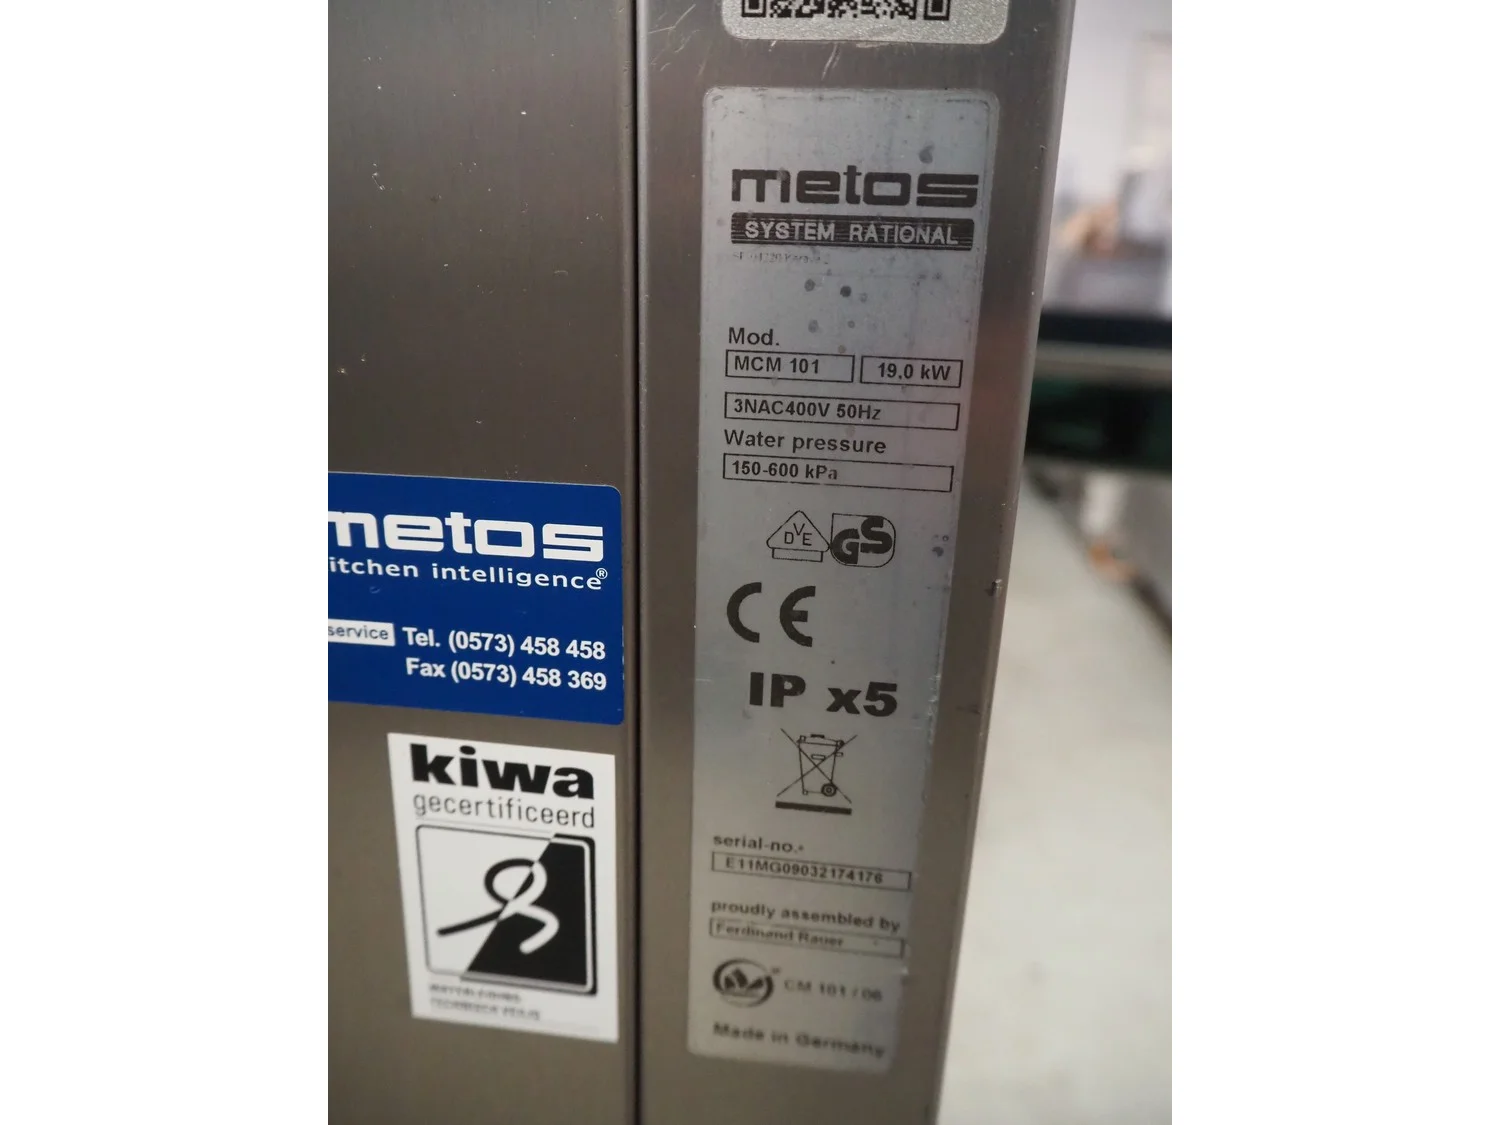 metos
SYSTEM RATIONAL
Mod.
MCM 101 19,0 kW
3NAC400V 50Hz
Water pressure
150-600 kPa
DVE GS
CE
IP x5
serial-no.
E11MG09032174176
proudly assembled by
Ferdinand Rauer
CM 101 / 06
Made in Germany
metos
itchen intelligence®
service Tel. (0573) 458 458
Fax (0573) 458 369
kiwa
gecertificeerd